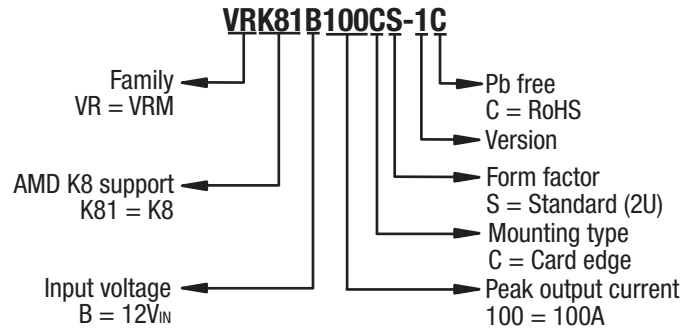 VRK81B100CS-1C
Family
VR = VRM
AMD K8 support
K81 = K8
Input voltage
B = 12VIN
Pb free
C = RoHS
Version
Form factor
S = Standard (2U)
Mounting type
C = Card edge
Peak output current
100 = 100A